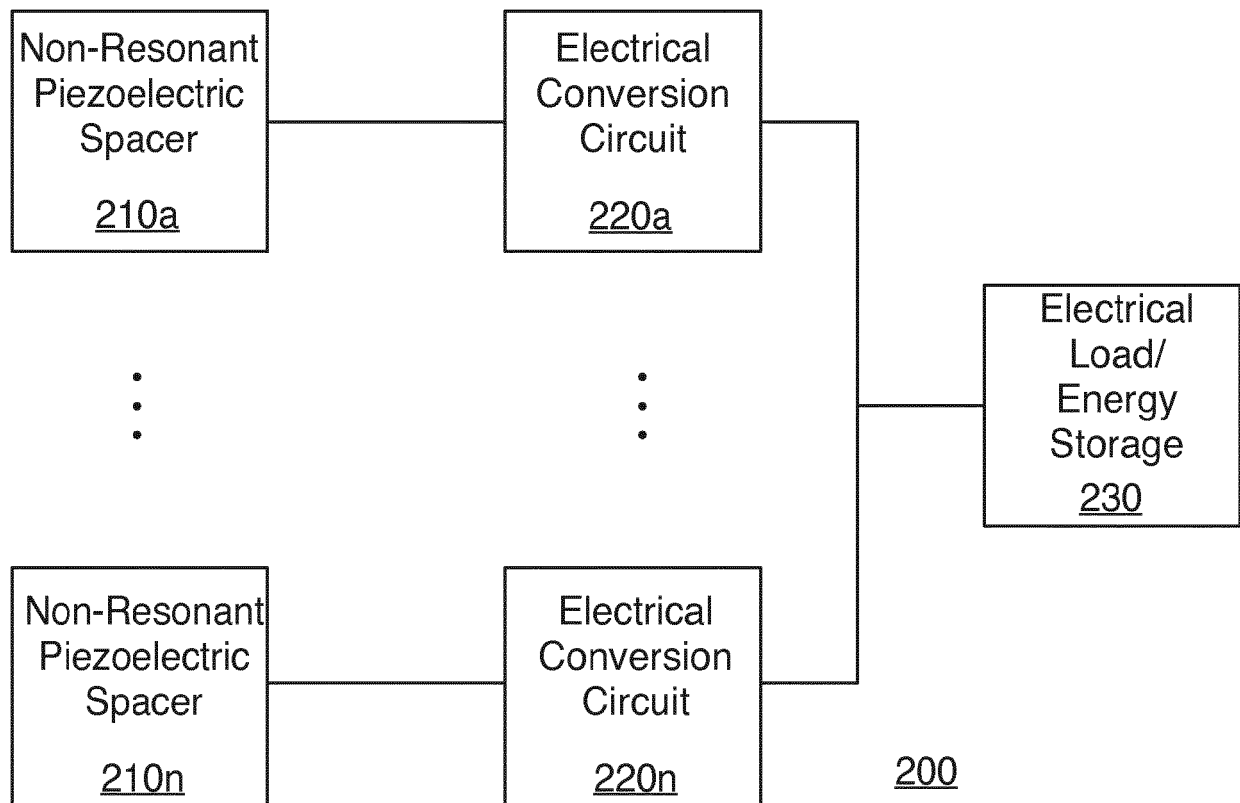 Non-Resonant
Piezoelectric
Spacer
210a
Electrical
Conversion
Circuit
220a
Electrical
Load/
Energy
Storage
230
Non-Resonant
Piezoelectric
Spacer
210n
Electrical
Conversion
Circuit
220n
200